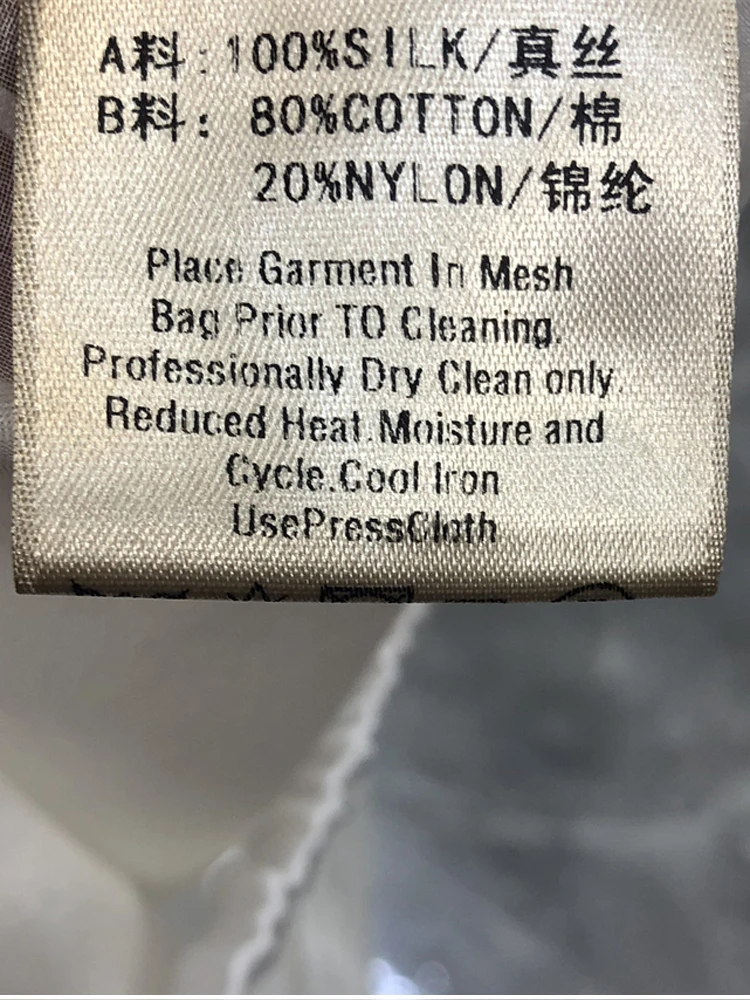 A料:100%SILK/真丝
B料: 80%COTTON/棉
20%NYLON/锦纶
Place Garment In Mesh
Bag Prior TO Cleaning.
Professionally Dry Clean only.
Reduced Heat.Moisture and
Cycle.Cool Iron
UsePressCloth